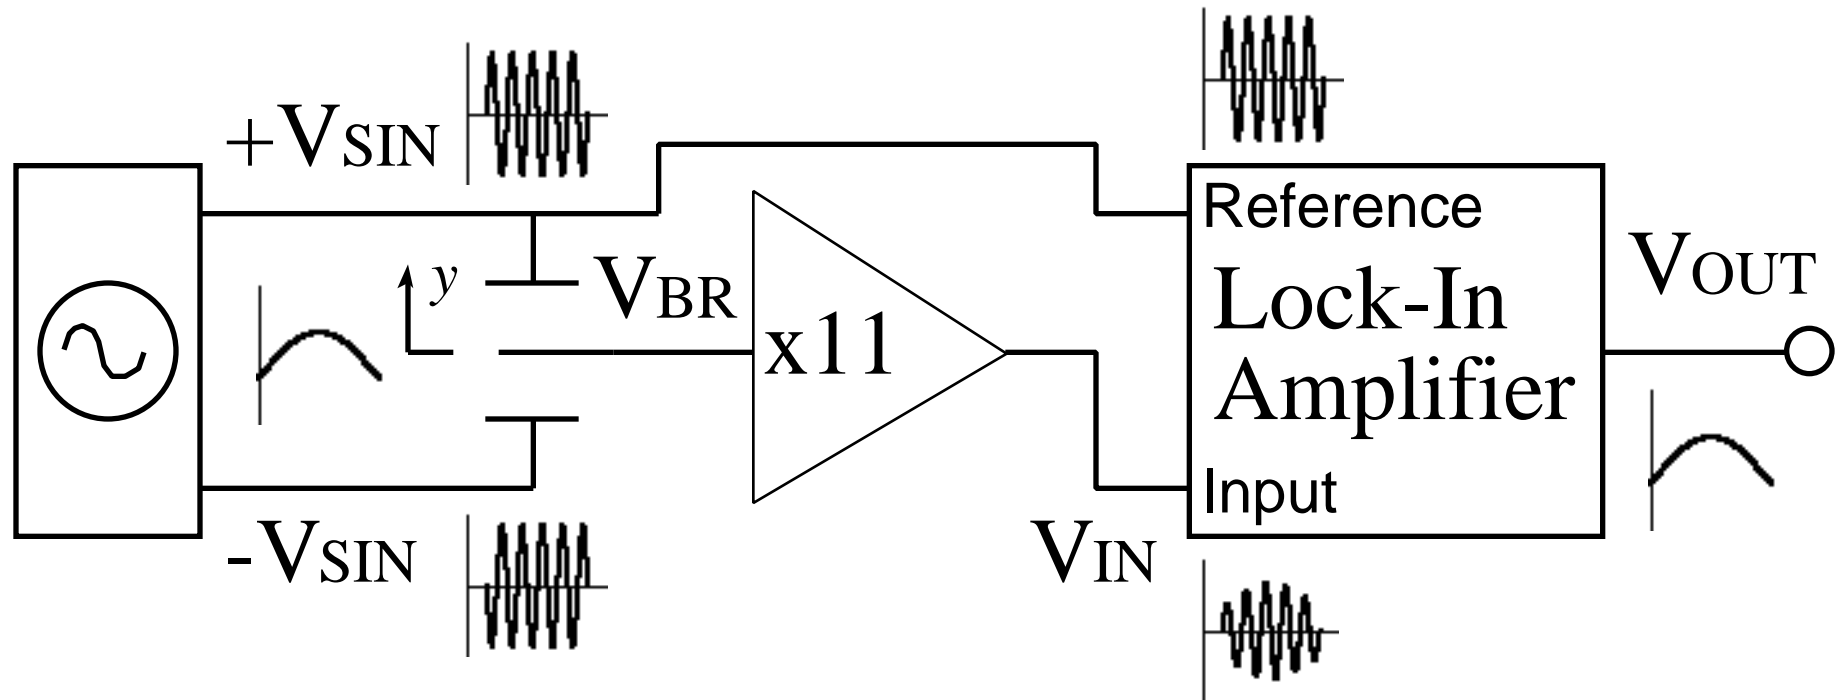 +VSIN
Reference
y
VBR
VOUT
Lock-In
x11
Amplifier
Input
-VSIN
VIN